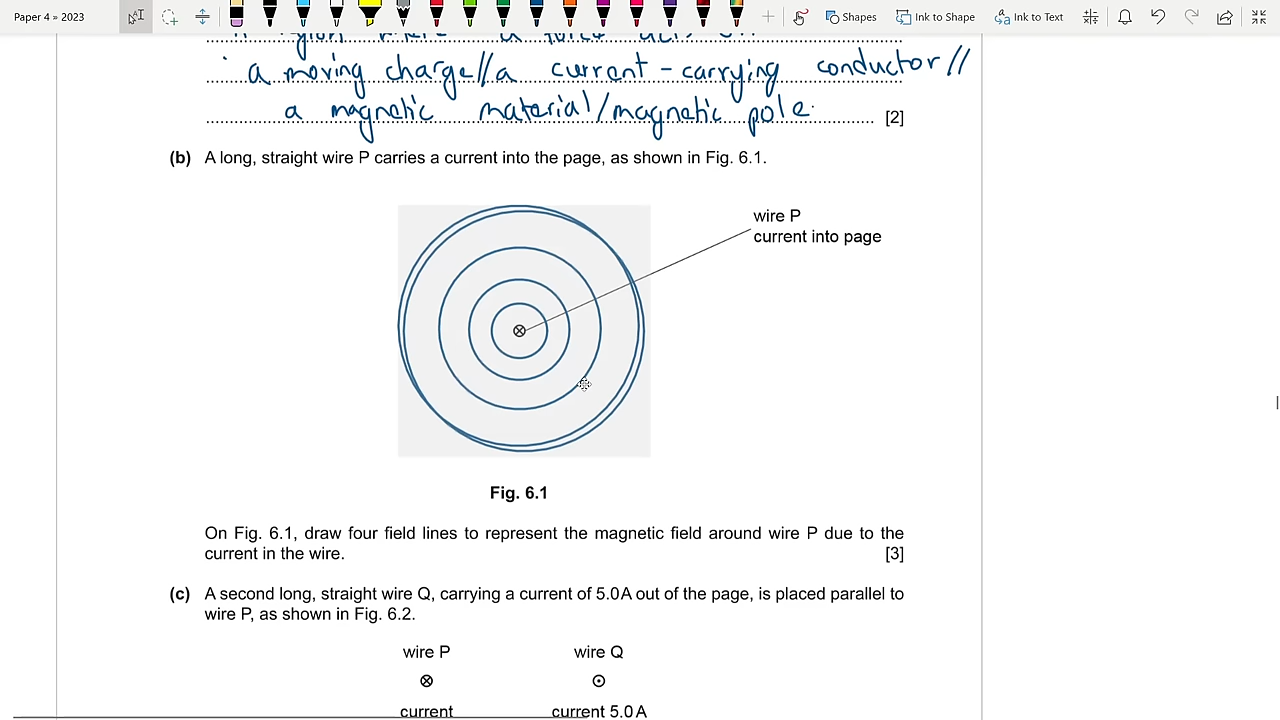 Paper 4 » 2023
Shapes
Ink to Shape
Ink to Text
a moving charge//a current-carrying conductor//
a magnetic material/magnetic pole. [2]
(b) A long, straight wire P carries a current into the page, as shown in Fig. 6.1.
wire P
current into page
Fig. 6.1
On Fig. 6.1, draw four field lines to represent the magnetic field around wire P due to the
current in the wire. [3]
(c) A second long, straight wire Q, carrying a current of 5.0A out of the page, is placed parallel to
wire P, as shown in Fig. 6.2.
wire P wire Q
current current 5.0A